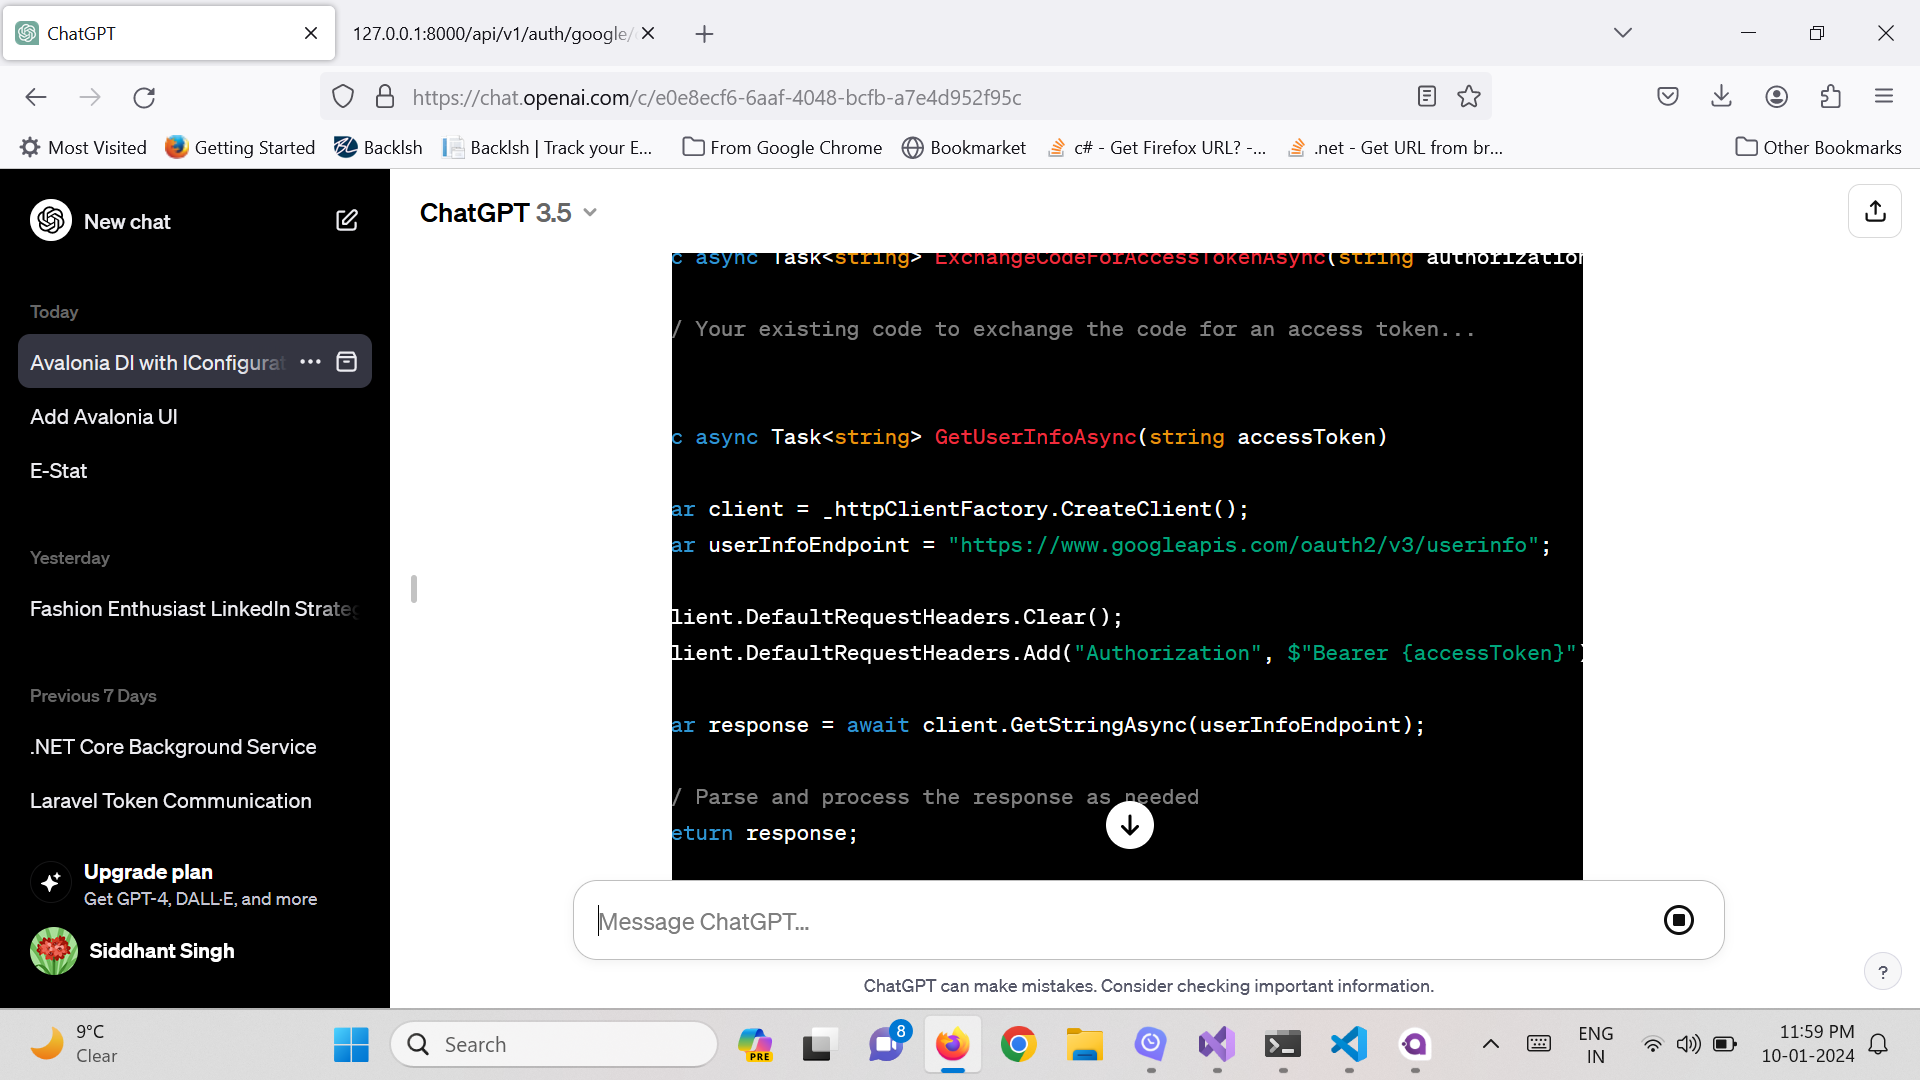 ChatGPT
127.0.0.1:8000/api/v1/auth/google/
https://chat.openai.com/c/e0e8ecf6-6aaf-4048-bcfb-a7e4d952f95c
Most Visited
Getting Started
Backlsh
Backlsh | Track your E...
From Google Chrome
Bookmarket
c# - Get Firefox URL? -...
.net - Get URL from br...
Other Bookmarks
New chat
ChatGPT 3.5
Today
Avalonia DI with IConfigurat
Add Avalonia UI
E-Stat
Yesterday
Fashion Enthusiast LinkedIn Strateg
Previous 7 Days
.NET Core Background Service
Laravel Token Communication
Upgrade plan
Get GPT-4, DALL·E, and more
Siddhant Singh
c async Task<string> ExchangeCodeForAccessTokenAsync(string authorization
/ Your existing code to exchange the code for an access token...
c async Task<string> GetUserInfoAsync(string accessToken)
ar client = _httpClientFactory.CreateClient();
ar userInfoEndpoint = "https://www.googleapis.com/oauth2/v3/userinfo";
lient.DefaultRequestHeaders.Clear();
lient.DefaultRequestHeaders.Add("Authorization", $"Bearer {accessToken}")
ar response = await client.GetStringAsync(userInfoEndpoint);
/ Parse and process the response as needed
eturn response;
Message ChatGPT...
ChatGPT can make mistakes. Consider checking important information.
?
9°C
Clear
Search
PRE
8
ENG
IN
11:59 PM
10-01-2024